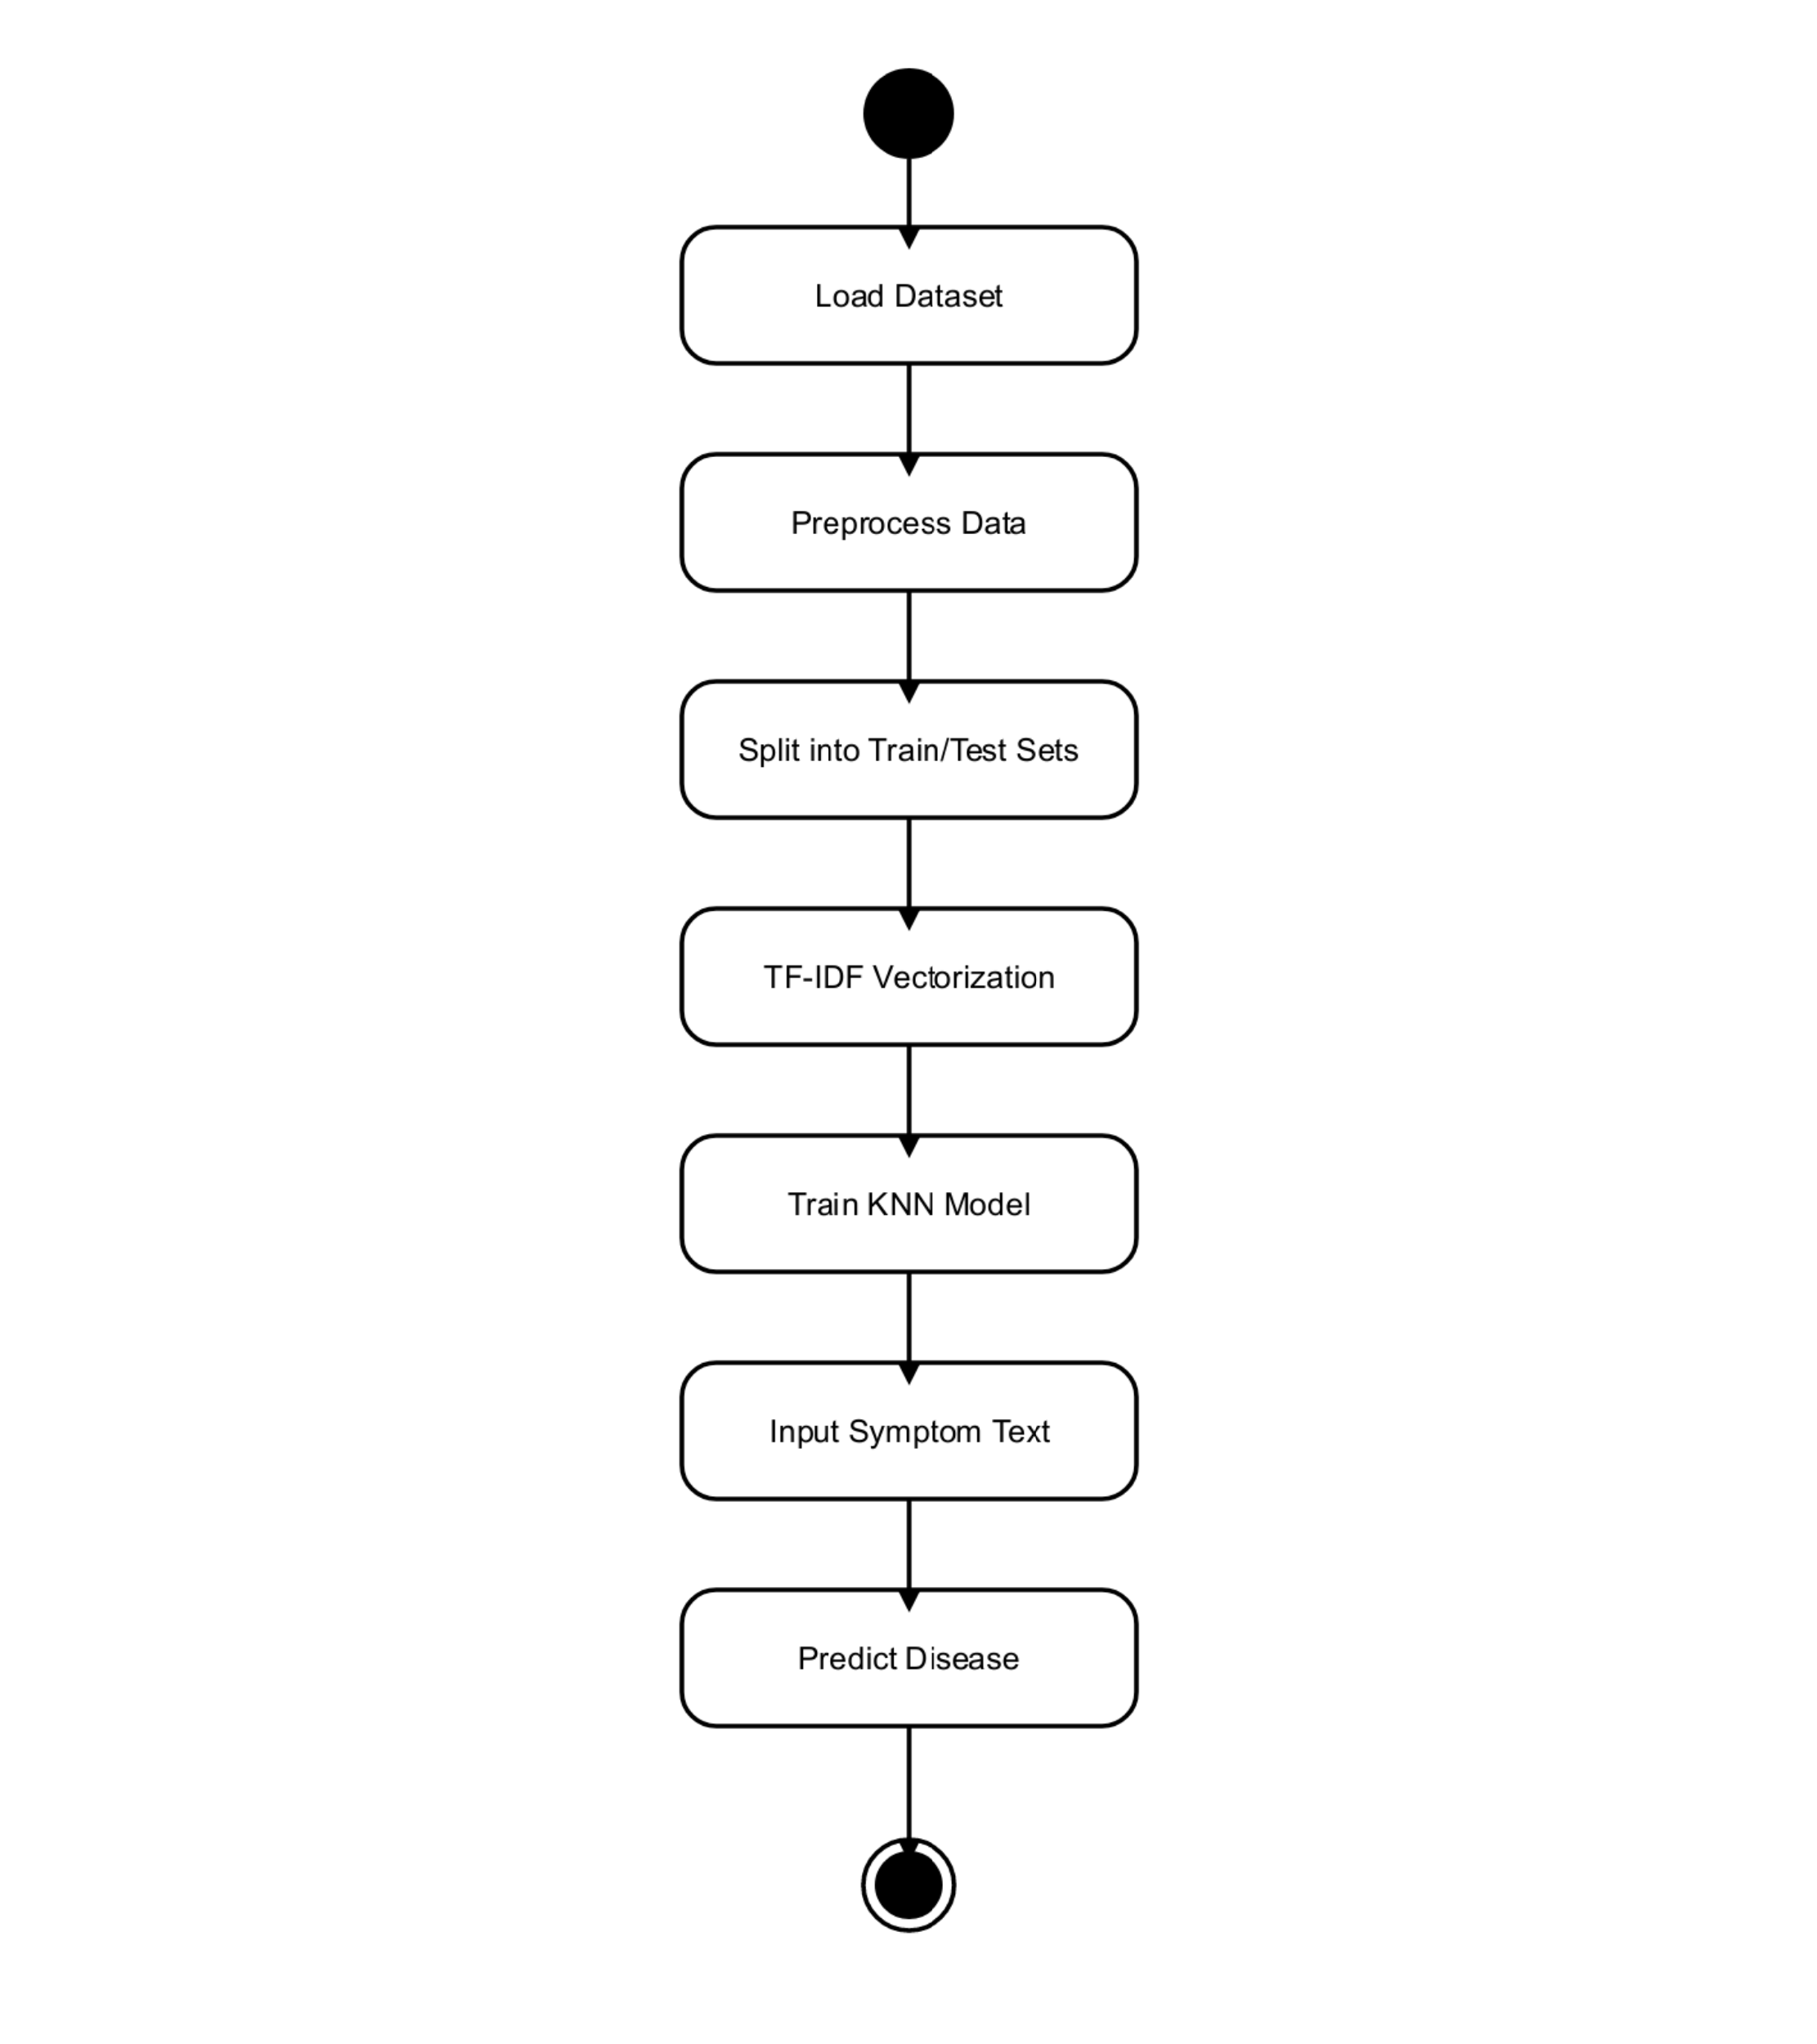 Load Dataset
Preprocess Data
Split into Train/Test Sets
TF-IDF Vectorization
Train KNN Model
Input Symptom Text
Predict Disease